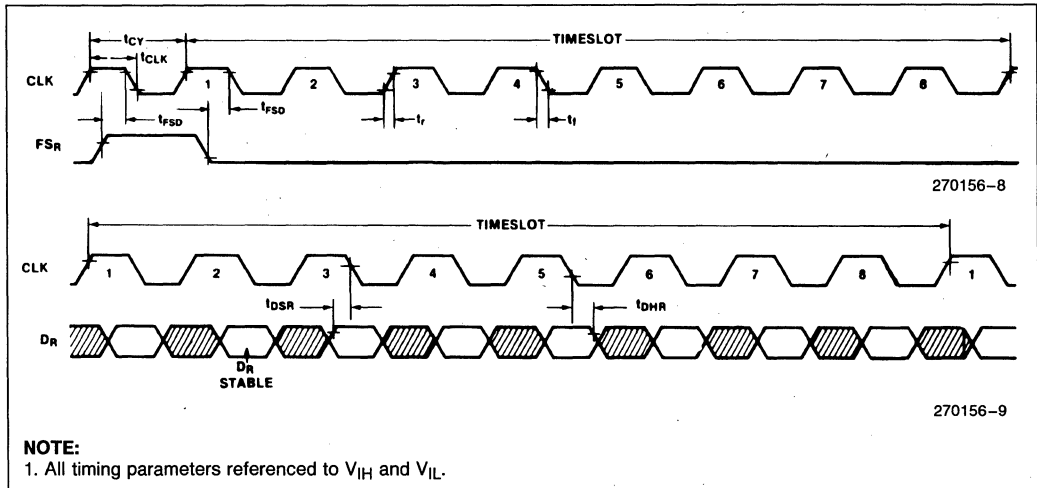 tCY
TIMESLOT
tCLK
CLK
1 2 3 4 5 6 7 8
tFSD
tFSD
tr
tf
FSR
270156–8
TIMESLOT
CLK
1 2 3 4 5 6 7 8 1
tDSR
tDHR
DR
DR
STABLE
270156–9
NOTE:
1. All timing parameters referenced to VIH and VIL.